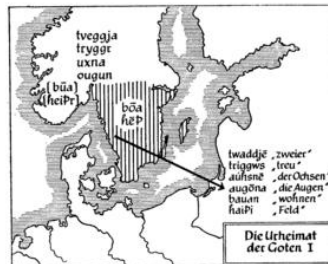 tveggja
tryggr
uxna
ougun
[būa]
[heiþr]
bōa
hēþ
twaddjē „zweier“
triggws „treu“
auhsnē „der Ochsen“
augōna „die Augen“
bauan „wohnen“
haiþi „Feld“
Die Urheimat
der Goten I